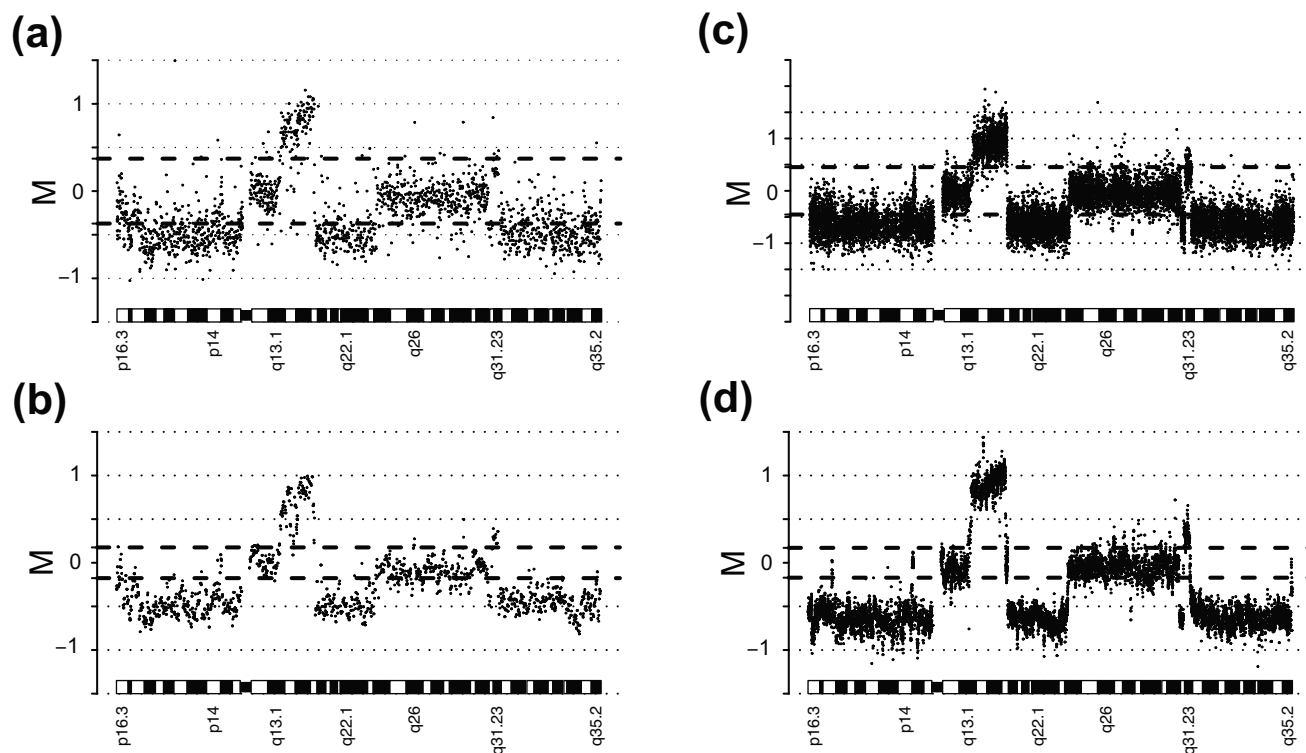 (a)
1
0
−1
M
p16.3
p14
q13.1
q22.1
q26
q31.23
q35.2
(c)
1
0
−1
M
p16.3
p14
q13.1
q22.1
q26
q31.23
q35.2
(b)
1
0
−1
M
p16.3
p14
q13.1
q22.1
q26
q31.23
q35.2
(d)
1
0
−1
M
p16.3
p14
q13.1
q22.1
q26
q31.23
q35.2